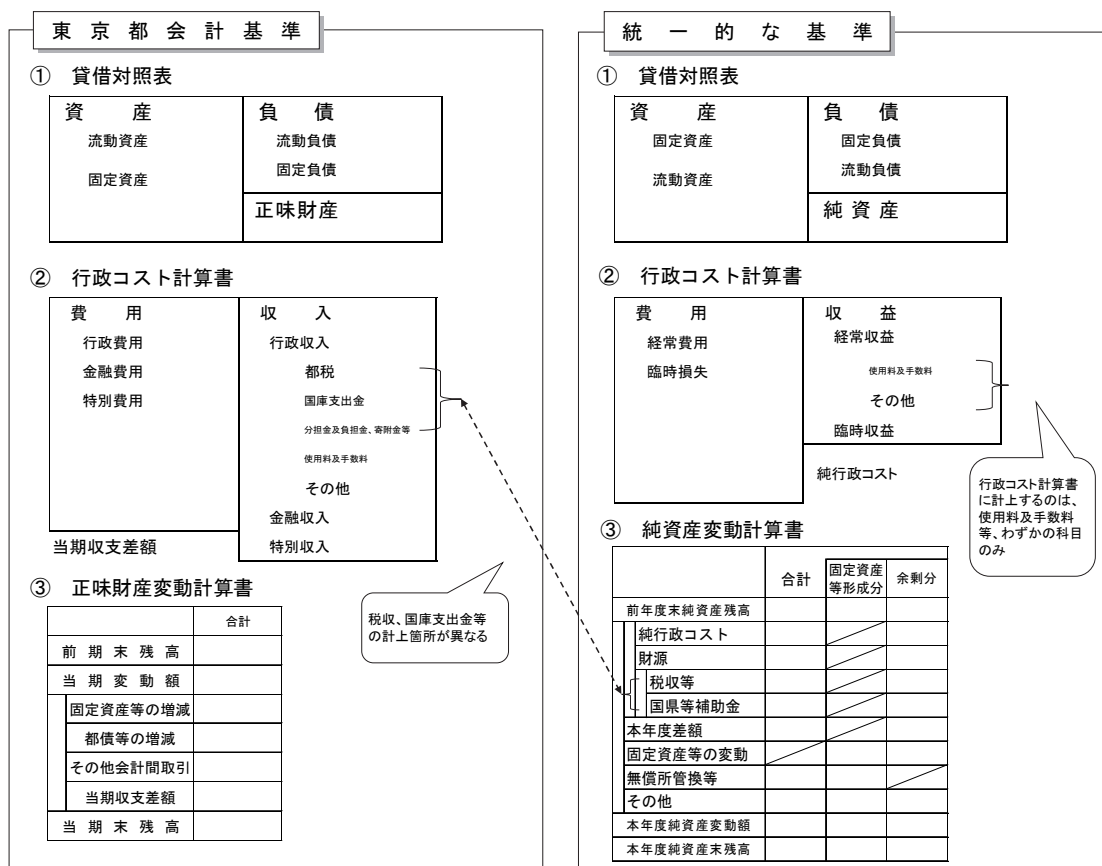 東京都会計基準
① 貸借対照表
資産
流動資産
固定資産
負債
流動負債
固定負債
正味財産
② 行政コスト計算書
費用
行政費用
金融費用
特別費用
収入
行政収入
都税
国庫支出金
分担金及負担金、寄附金等
使用料及手数料
その他
金融収入
特別収入
当期収支差額
③ 正味財産変動計算書
合計
前期末残高
当期変動額
固定資産等の増減
都債等の増減
その他会計間取引
当期収支差額
当期末残高
税収、国庫支出金等
の計上箇所が異なる
統一的な基準
① 貸借対照表
資産
固定資産
流動資産
負債
固定負債
流動負債
純資産
② 行政コスト計算書
費用
経常費用
臨時損失
収益
経常収益
使用料及手数料
その他
臨時収益
純行政コスト
行政コスト計算書
に計上するのは、
使用料及手数料
等、わずかの科目
のみ
③ 純資産変動計算書
合計
固定資産
等形成分
余剰分
前年度末純資産残高
純行政コスト
財源
税収等
国県等補助金
本年度差額
固定資産等の変動
無償所管換等
その他
本年度純資産変動額
本年度純資産末残高